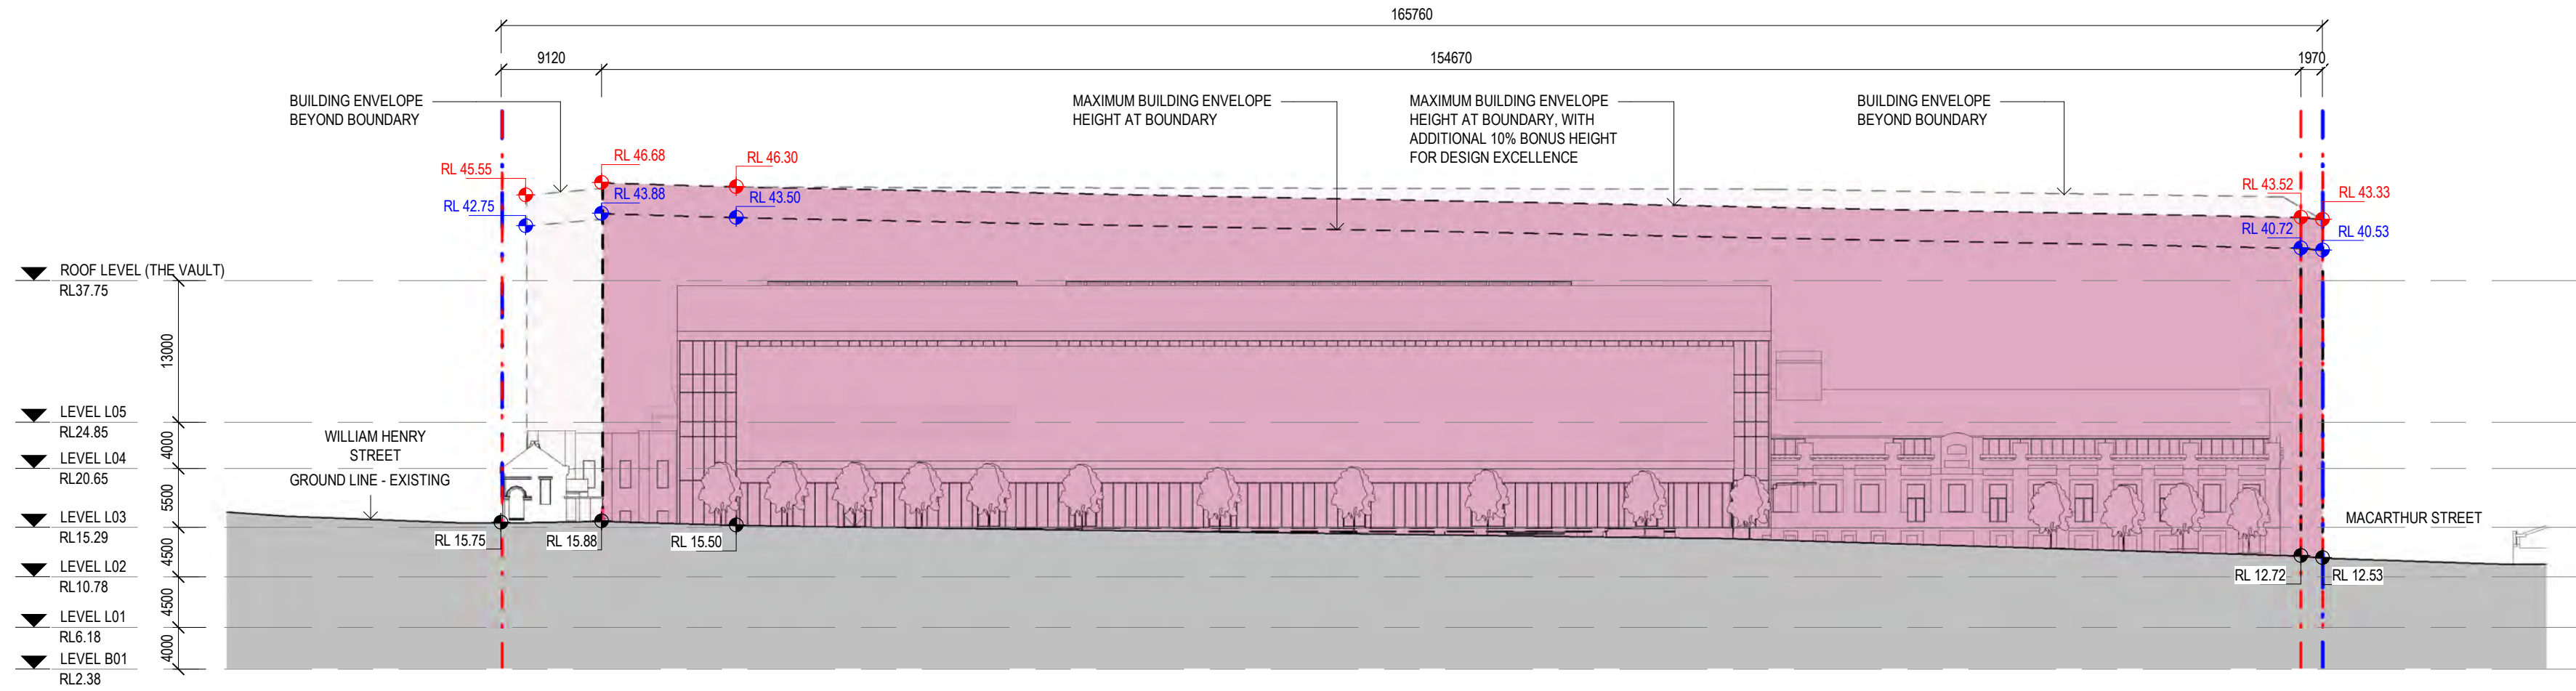 165760
9120
154670
1970
BUILDING ENVELOPE
BEYOND BOUNDARY
MAXIMUM BUILDING ENVELOPE
HEIGHT AT BOUNDARY
MAXIMUM BUILDING ENVELOPE
HEIGHT AT BOUNDARY, WITH
ADDITIONAL 10% BONUS HEIGHT
FOR DESIGN EXCELLENCE
BUILDING ENVELOPE
BEYOND BOUNDARY
RL 45.55
RL 46.68
RL 46.30
RL 42.75
RL 43.88
RL 43.50
RL 43.52
RL 43.33
RL 40.72
RL 40.53
ROOF LEVEL (THE VAULT)
RL37.75
13000
LEVEL L05
RL24.85
4000
LEVEL L04
RL20.65
5500
LEVEL L03
RL15.29
4500
LEVEL L02
RL10.78
4500
LEVEL L01
RL6.18
4000
LEVEL B01
RL2.38
WILLIAM HENRY
STREET
GROUND LINE - EXISTING
RL 15.75
RL 15.88
RL 15.50
MACARTHUR STREET
RL 12.72
RL 12.53